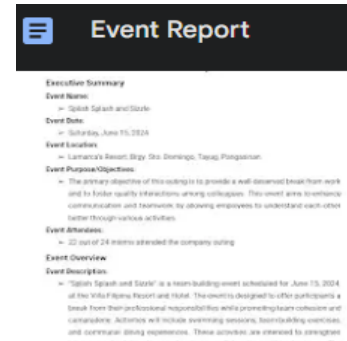 Event Report
Executive Summary
Event Name:
➢ Splish Splash and Sizzle
Event Date:
➢ Saturday, June 15, 2024
Event Location:
➢ Lamarca's Resort, Brgy. Sto. Domingo, Tayug, Pangasinan.
Event Purpose/Objectives:
➢ The primary objective of this outing is to provide a well-deserved break from work
and to foster quality interactions among colleagues. This event aims to enhance
communication and teamwork by allowing employees to understand each other
better through various activities.
Event Attendees:
➢ 22 out of 24 interns attended the company outing
Event Overview
Event Description:
➢ "Splish Splash and Sizzle" is a team-building event scheduled for June 15, 2024,
at the Villa Filipina Resort and Hotel. The event is designed to offer participants a
break from their professional responsibilities while promoting team cohesion and
camaraderie. Activities will include swimming sessions, team-building exercises,
and communal dining experiences. These activities are intended to strengthen